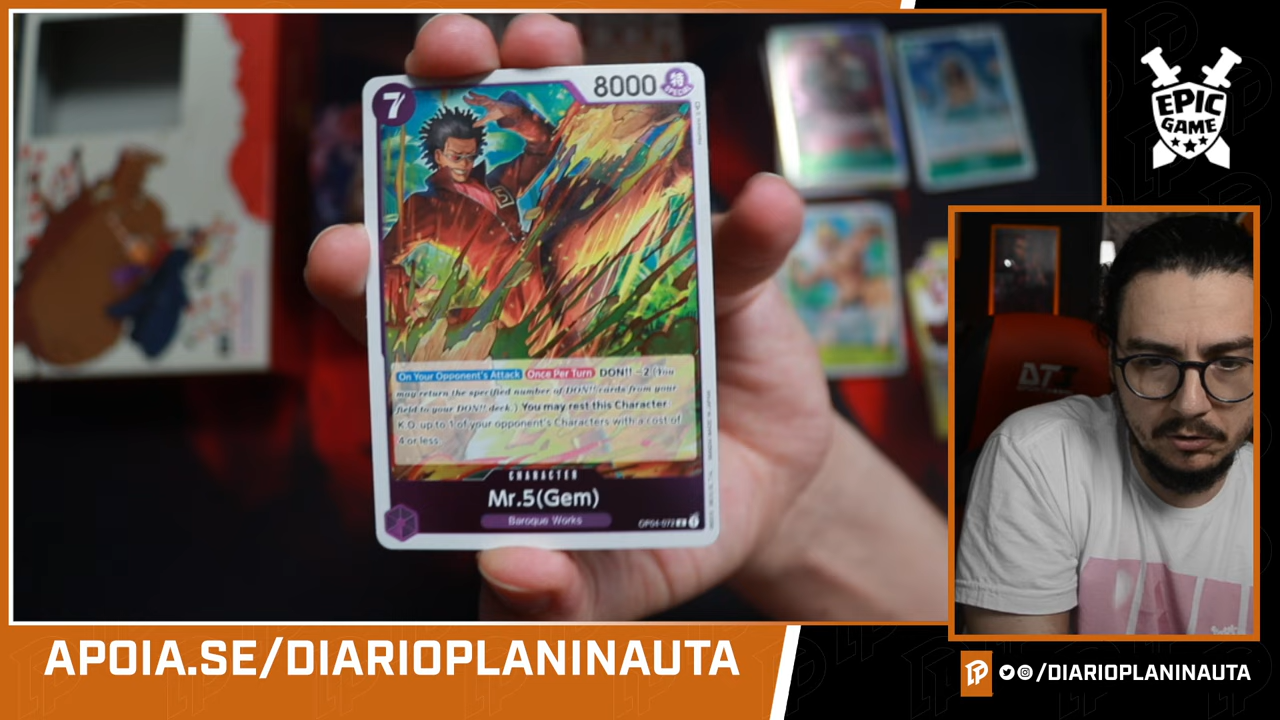 7
8000
特
SPECIAL
On Your Opponent's Attack Once Per Turn DON!! −2 (You
may return the specified number of DON!! cards from your
field to your DON!! deck.) You may rest this Character
K.O. up to 1 of your opponent's Characters with a cost of
4 or less.
CHARACTER
Mr.5(Gem)
Baroque Works
OP04-072
EPIC
GAME
DT
APOIA.SE/DIARIOPLANINAUTA
/DIARIOPLANINAUTA